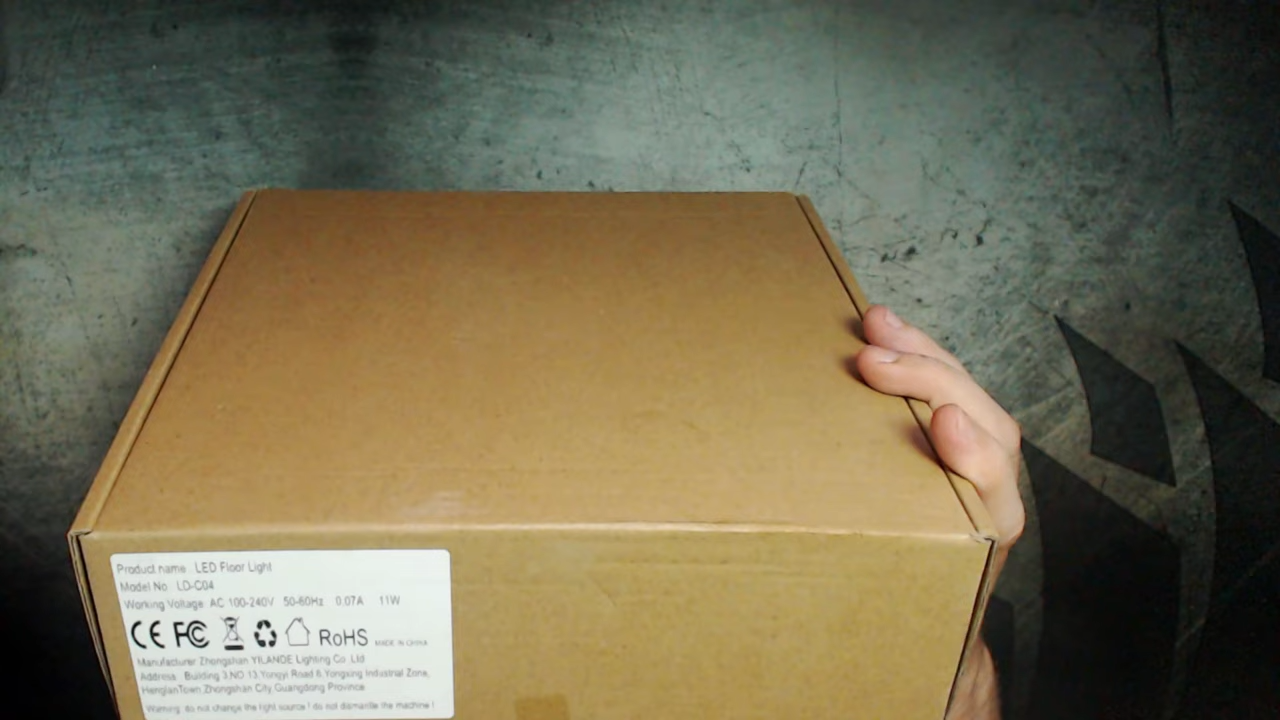 Product name . LED Floor Light
Model No. LD-C04
Working Voltage AC 100-240V 50-60Hz 0.07A 11W
CE FC RoHS MADE IN CHINA
Manufacturer Zhongshan YILANDE Lighting Co .Ltd
Address : Building 3,NO 13,Yongyi Road 6,Yongxing Industrial Zone,
HenglanTown,Zhongshan City,Guangdong Province
Warning: do not change the light source ! do not dismantle the machine !